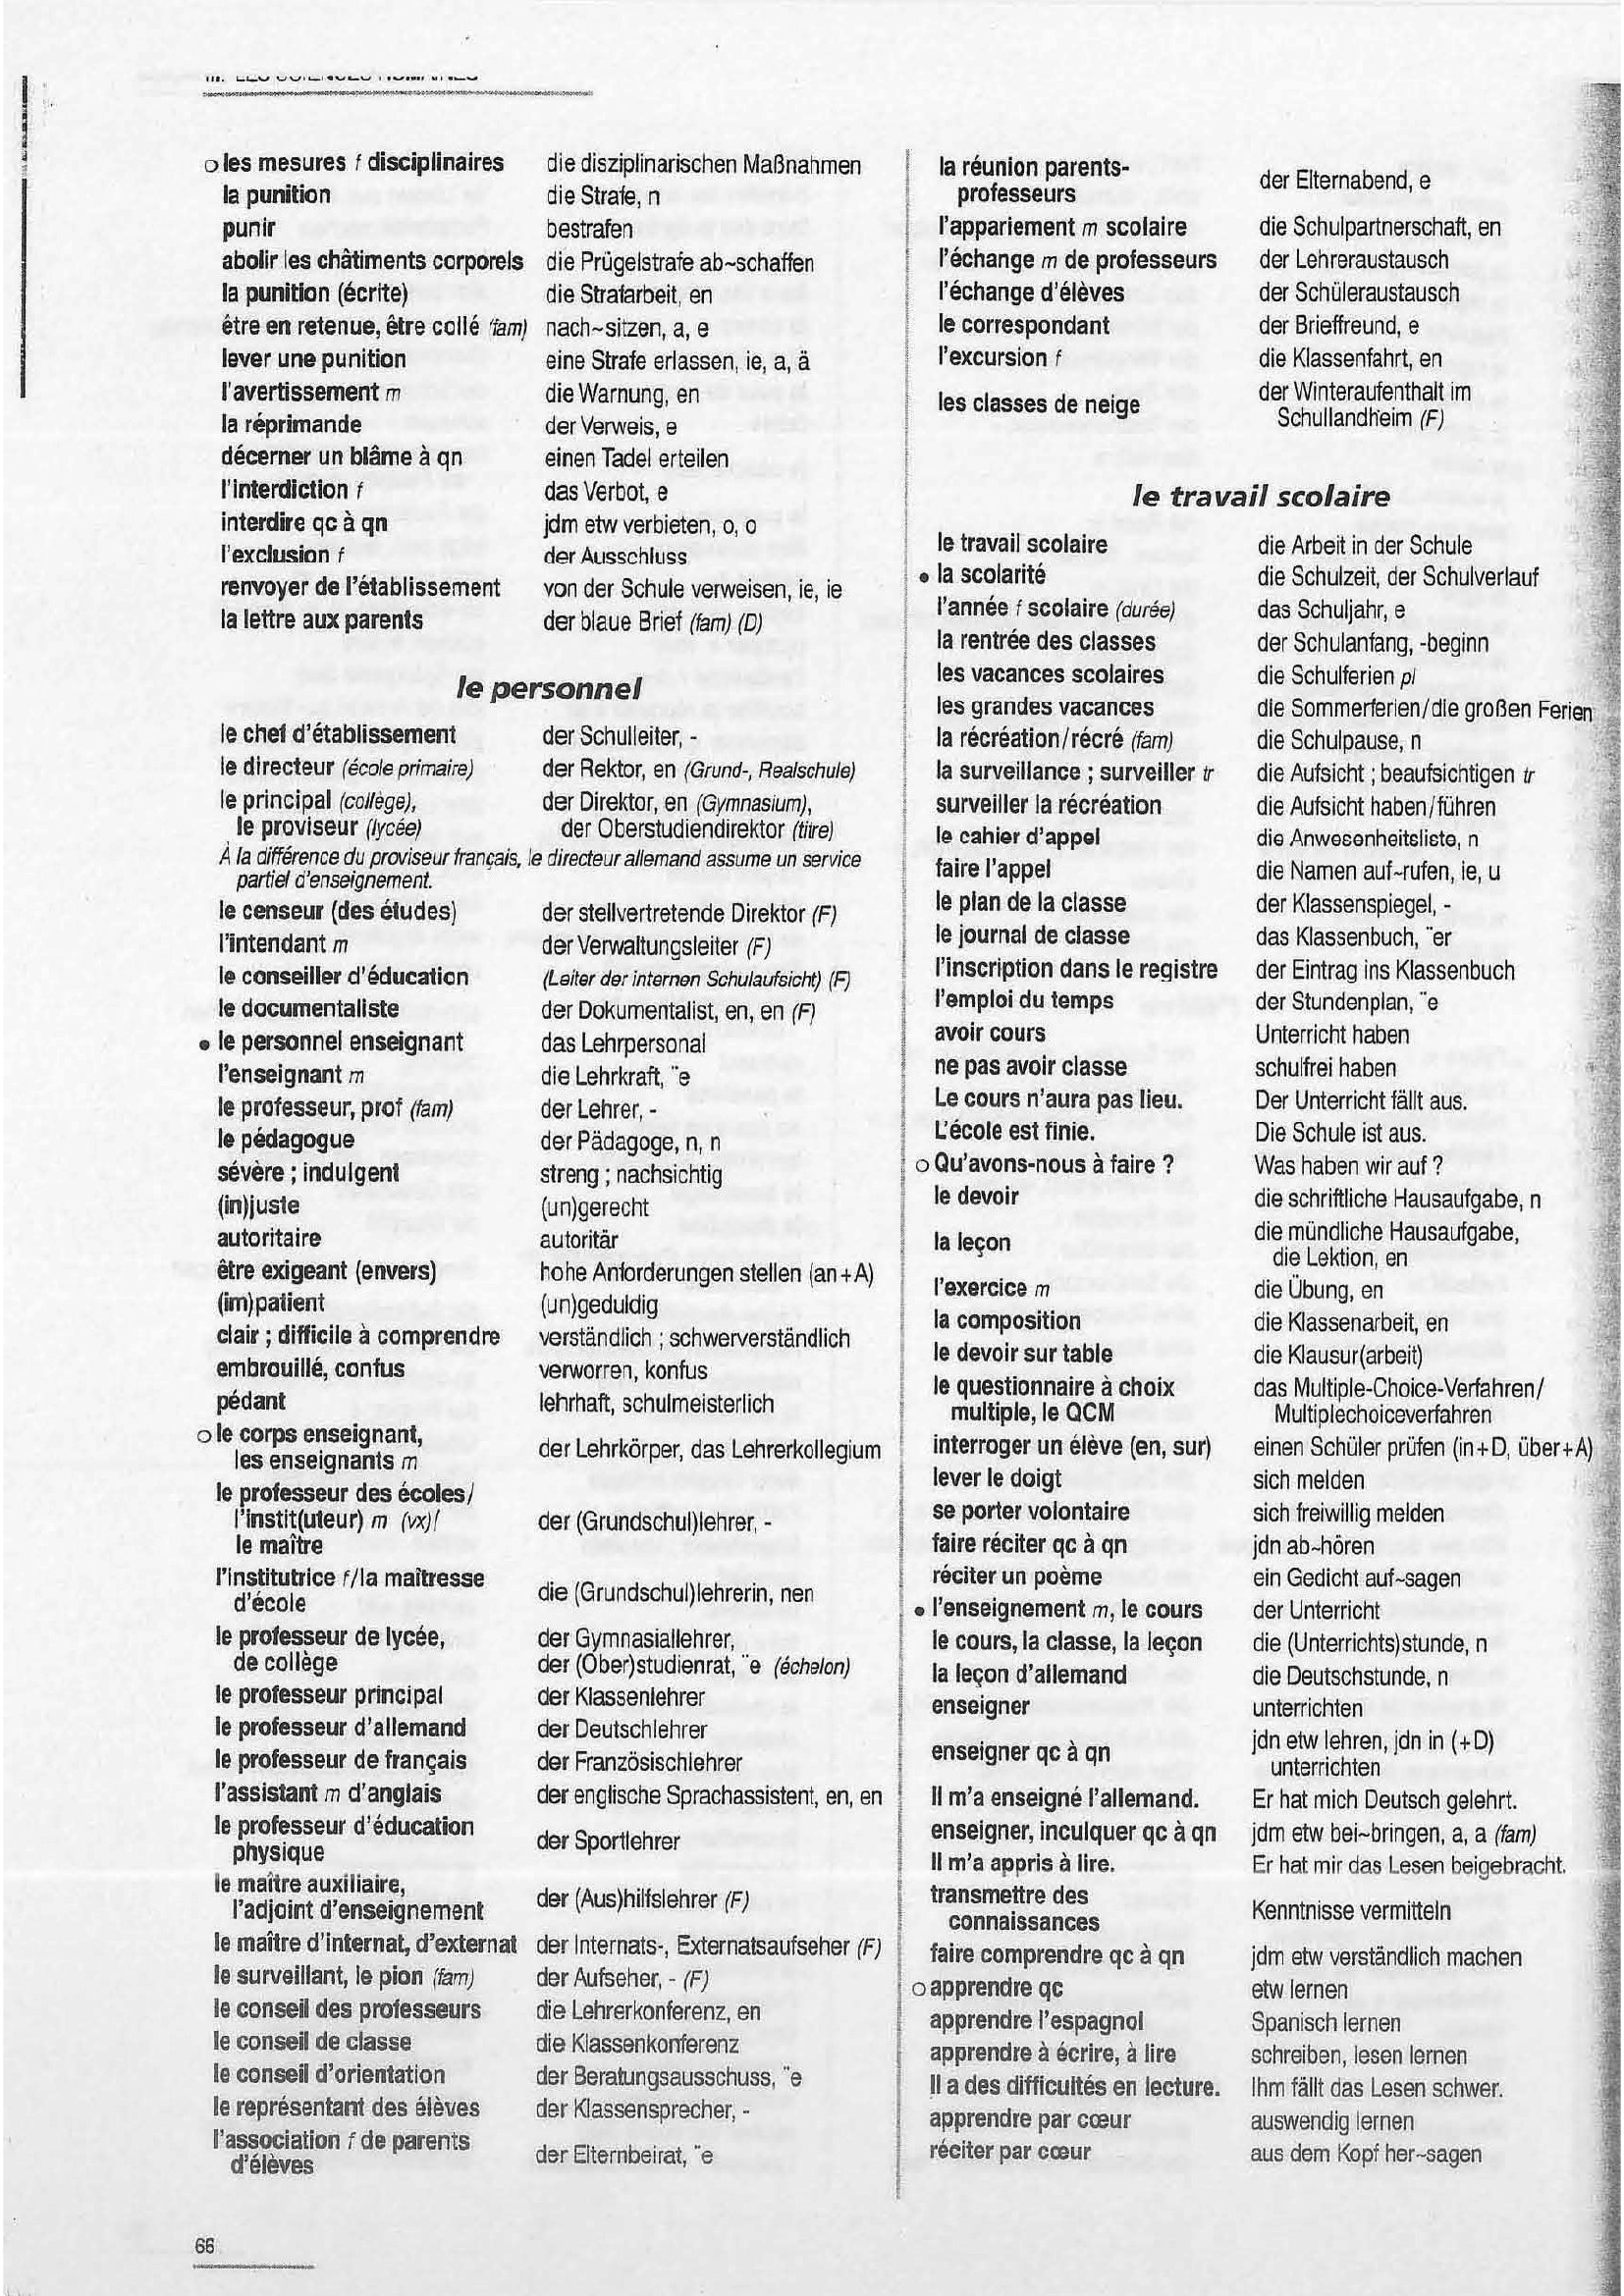 III. LES SCIENCES HUMAINES
o les mesures f disciplinaires die disziplinarischen Maßnahmen
la punition die Strafe, n
punir bestrafen
abolir les châtiments corporels die Prügelstrafe ab~schaffen
la punition (écrite) die Strafarbeit, en
être en retenue, être collé (fam) nach~sitzen, a, e
lever une punition eine Strafe erlassen, ie, a, ä
l'avertissement m die Warnung, en
la réprimande der Verweis, e
décerner un blâme à qn einen Tadel erteilen
l'interdiction f das Verbot, e
interdire qc à qn jdm etw verbieten, o, o
l'exclusion f der Ausschluss
renvoyer de l'établissement von der Schule verweisen, ie, ie
la lettre aux parents der blaue Brief (fam) (D)
le personnel
le chef d'établissement der Schulleiter, -
le directeur (école primaire) der Rektor, en (Grund-, Realschule)
le principal (collège), der Direktor, en (Gymnasium),
le proviseur (lycée) der Oberstudiendirektor (titre)
À la différence du proviseur français, le directeur allemand assume un service
partiel d'enseignement.
le censeur (des études) der stellvertretende Direktor (F)
l'intendant m der Verwaltungsleiter (F)
le conseiller d'éducation (Leiter der internen Schulaufsicht) (F)
le documentaliste der Dokumentalist, en, en (F)
• le personnel enseignant das Lehrpersonal
l'enseignant m die Lehrkraft, ¨e
le professeur, prof (fam) der Lehrer, -
le pédagogue der Pädagoge, n, n
sévère ; indulgent streng ; nachsichtig
(in)juste (un)gerecht
autoritaire autoritär
être exigeant (envers) hohe Anforderungen stellen (an+A)
(im)patient (un)geduldig
clair ; difficile à comprendre verständlich ; schwerverständlich
embrouillé, confus verworren, konfus
pédant lehrhaft, schulmeisterlich
o le corps enseignant,
les enseignants m der Lehrkörper, das Lehrerkollegium
le professeur des écoles/
l'instit(uteur) m (vx)/ der (Grundschul)lehrer, -
le maître
l'institutrice f/la maîtresse
d'école die (Grundschul)lehrerin, nen
le professeur de lycée, der Gymnasiallehrer,
de collège der (Ober)studienrat, ¨e (échelon)
le professeur principal der Klassenlehrer
le professeur d'allemand der Deutschlehrer
le professeur de français der Französischlehrer
l'assistant m d'anglais der englische Sprachassistent, en, en
le professeur d'éducation
physique der Sportlehrer
le maître auxiliaire,
l'adjoint d'enseignement der (Aus)hilfslehrer (F)
le maître d'internat, d'externat der Internats-, Externatsaufseher (F)
le surveillant, le pion (fam) der Aufseher, - (F)
le conseil des professeurs die Lehrerkonferenz, en
le conseil de classe die Klassenkonferenz
le conseil d'orientation der Beratungsausschuss, ¨e
le représentant des élèves der Klassensprecher, -
l'association f de parents
d'élèves der Elternbeirat, ¨e
la réunion parents-
professeurs der Elternabend, e
l'appariement m scolaire die Schulpartnerschaft, en
l'échange m de professeurs der Lehreraustausch
l'échange d'élèves der Schüleraustausch
le correspondant der Brieffreund, e
l'excursion f die Klassenfahrt, en
les classes de neige der Winteraufenthalt im
Schullandheim (F)
le travail scolaire
le travail scolaire die Arbeit in der Schule
• la scolarité die Schulzeit, der Schulverlauf
l'année f scolaire (durée) das Schuljahr, e
la rentrée des classes der Schulanfang, -beginn
les vacances scolaires die Schulferien pl
les grandes vacances die Sommerferien/die großen Ferien
la récréation/récré (fam) die Schulpause, n
la surveillance ; surveiller tr die Aufsicht ; beaufsichtigen tr
surveiller la récréation die Aufsicht haben/führen
le cahier d'appel die Anwesenheitsliste, n
faire l'appel die Namen auf~rufen, ie, u
le plan de la classe der Klassenspiegel, -
le journal de classe das Klassenbuch, ¨er
l'inscription dans le registre der Eintrag ins Klassenbuch
l'emploi du temps der Stundenplan, ¨e
avoir cours Unterricht haben
ne pas avoir classe schulfrei haben
Le cours n'aura pas lieu. Der Unterricht fällt aus.
L'école est finie. Die Schule ist aus.
o Qu'avons-nous à faire ? Was haben wir auf ?
le devoir die schriftliche Hausaufgabe, n
la leçon die mündliche Hausaufgabe,
die Lektion, en
l'exercice m die Übung, en
la composition die Klassenarbeit, en
le devoir sur table die Klausur(arbeit)
le questionnaire à choix das Multiple-Choice-Verfahren/
multiple, le QCM Multiplechoiceverfahren
interroger un élève (en, sur) einen Schüler prüfen (in+D, über+A)
lever le doigt sich melden
se porter volontaire sich freiwillig melden
faire réciter qc à qn jdn ab~hören
réciter un poème ein Gedicht auf~sagen
• l'enseignement m, le cours der Unterricht
le cours, la classe, la leçon die (Unterrichts)stunde, n
la leçon d'allemand die Deutschstunde, n
enseigner unterrichten
enseigner qc à qn jdn etw lehren, jdn in (+D)
unterrichten
Il m'a enseigné l'allemand. Er hat mich Deutsch gelehrt.
enseigner, inculquer qc à qn jdm etw bei~bringen, a, a (fam)
Il m'a appris à lire. Er hat mir das Lesen beigebracht.
transmettre des
connaissances Kenntnisse vermitteln
faire comprendre qc à qn jdm etw verständlich machen
o apprendre qc etw lernen
apprendre l'espagnol Spanisch lernen
apprendre à écrire, à lire schreiben, lesen lernen
Il a des difficultés en lecture. Ihm fällt das Lesen schwer.
apprendre par cœur auswendig lernen
réciter par cœur aus dem Kopf her~sagen
66